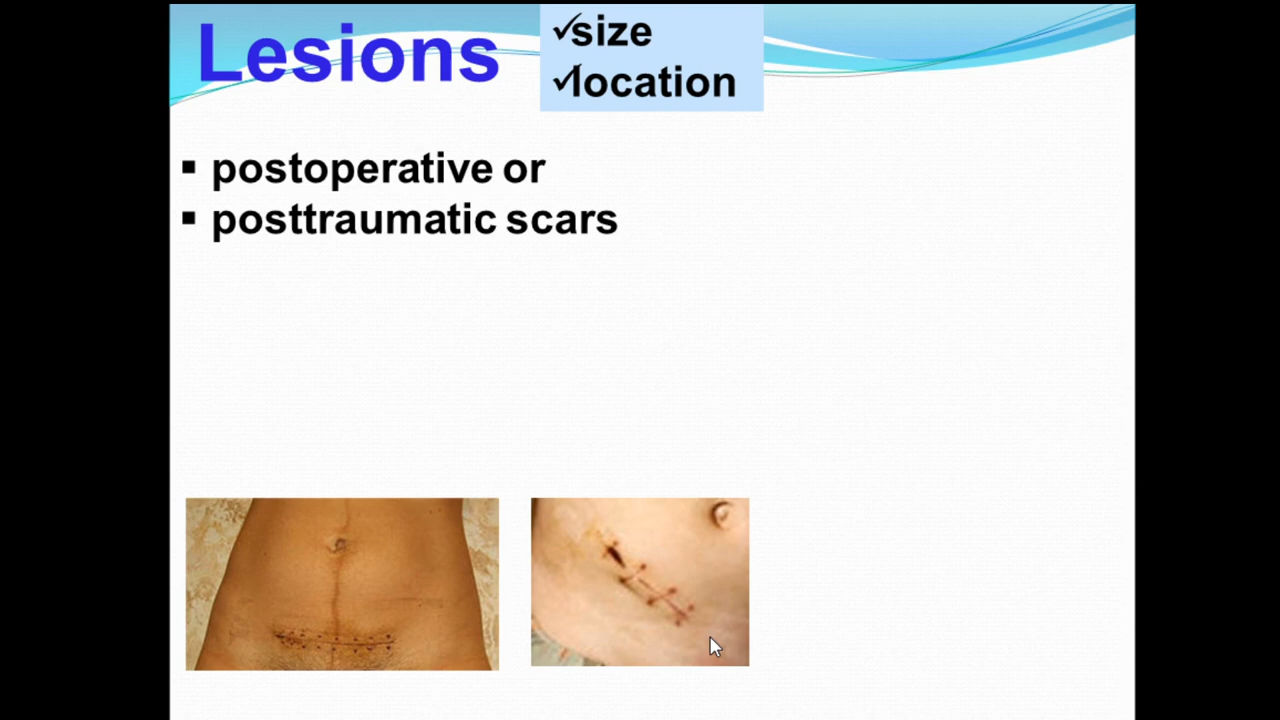 Lesions
✓size
✓location
▪ postoperative or
▪ posttraumatic scars